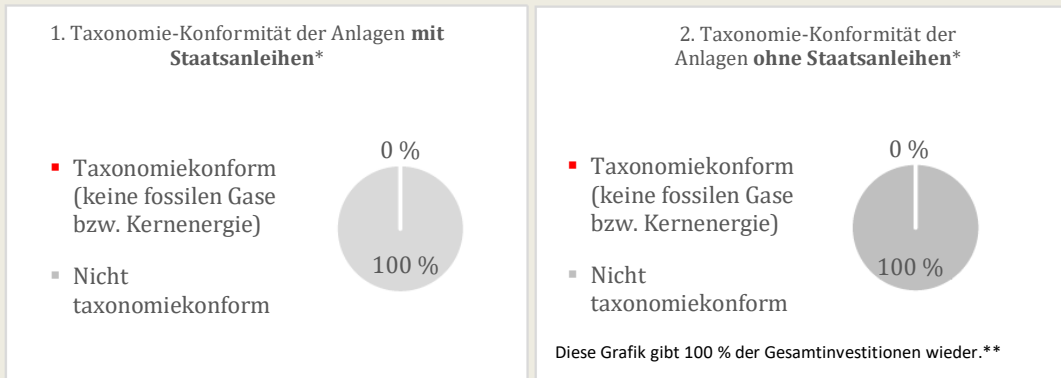 1. Taxonomie-Konformität der Anlagen mit
Staatsanleihen*
Taxonomiekonform
(keine fossilen Gase
bzw. Kernenergie)
Nicht
taxonomiekonform
0 %
100 %
2. Taxonomie-Konformität der
Anlagen ohne Staatsanleihen*
Taxonomiekonform
(keine fossilen Gase
bzw. Kernenergie)
Nicht
taxonomiekonform
0 %
100 %
Diese Grafik gibt 100 % der Gesamtinvestitionen wieder.**